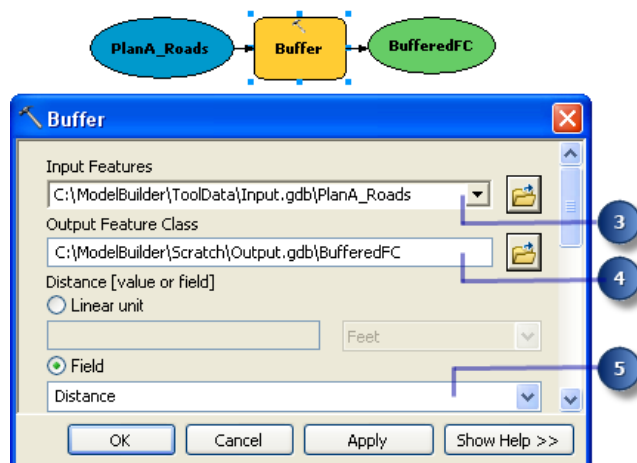 PlanA_Roads
Buffer
BufferedFC
Buffer
Input Features
C:\ModelBuilder\ToolData\Input.gdb\PlanA_Roads
3
Output Feature Class
C:\ModelBuilder\Scratch\Output.gdb\BufferedFC
4
Distance [value or field]
Linear unit
Feet
Field
5
Distance
OK Cancel Apply Show Help >>